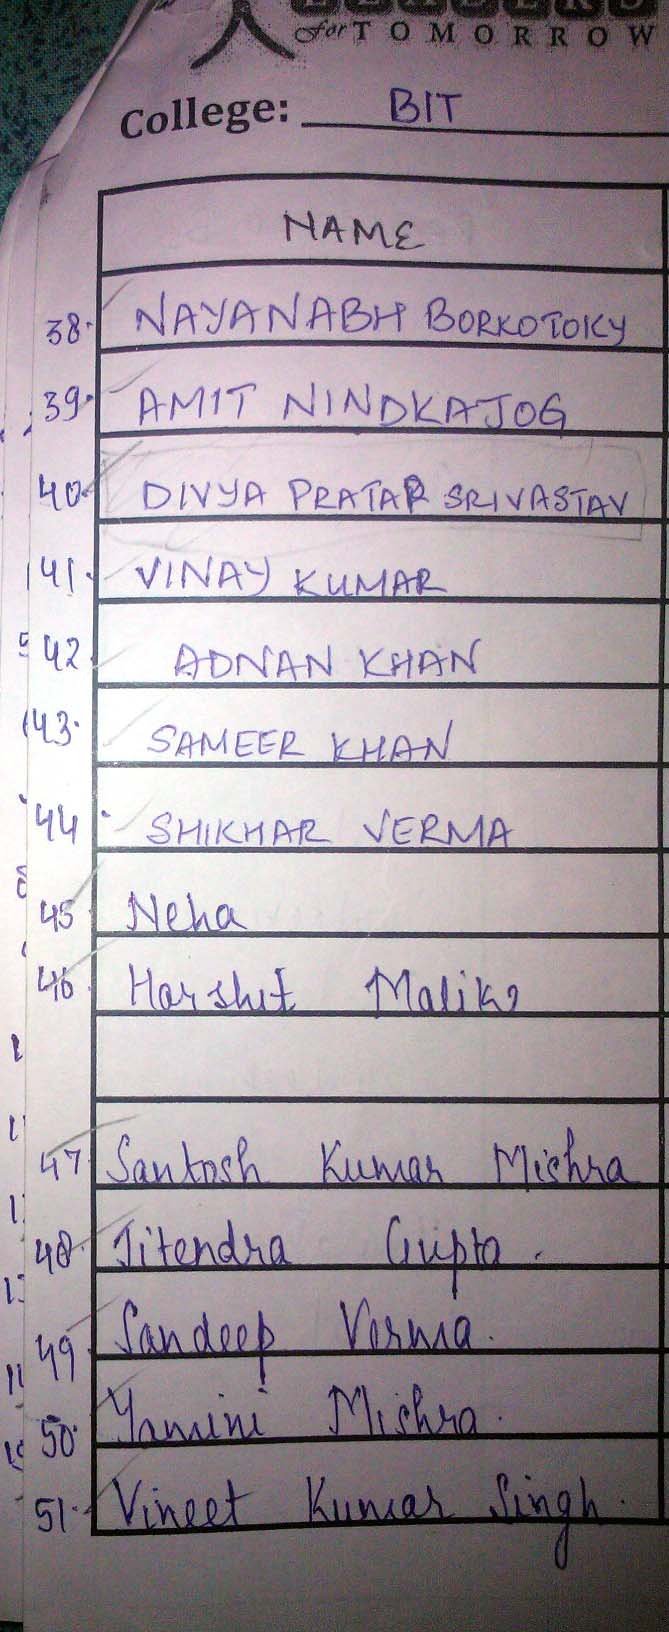 LEADERS
for TOMORROW
College: BIT
NAME
38. NAYANABH BORKOTOKY
39. AMIT NINDKAJOG
40. DIVYA PRATAP SRIVASTAV
41. VINAY KUMAR
42. ADNAN KHAN
43. SAMEER KHAN
44. SHIKHAR VERMA
45. Neha
46. Harshit Malik
47. Santosh Kumar Mishra
48. Jitendra Gupta.
49. Sandeep Verma.
50. Yamini Mishra.
51. Vineet Kumar Singh.